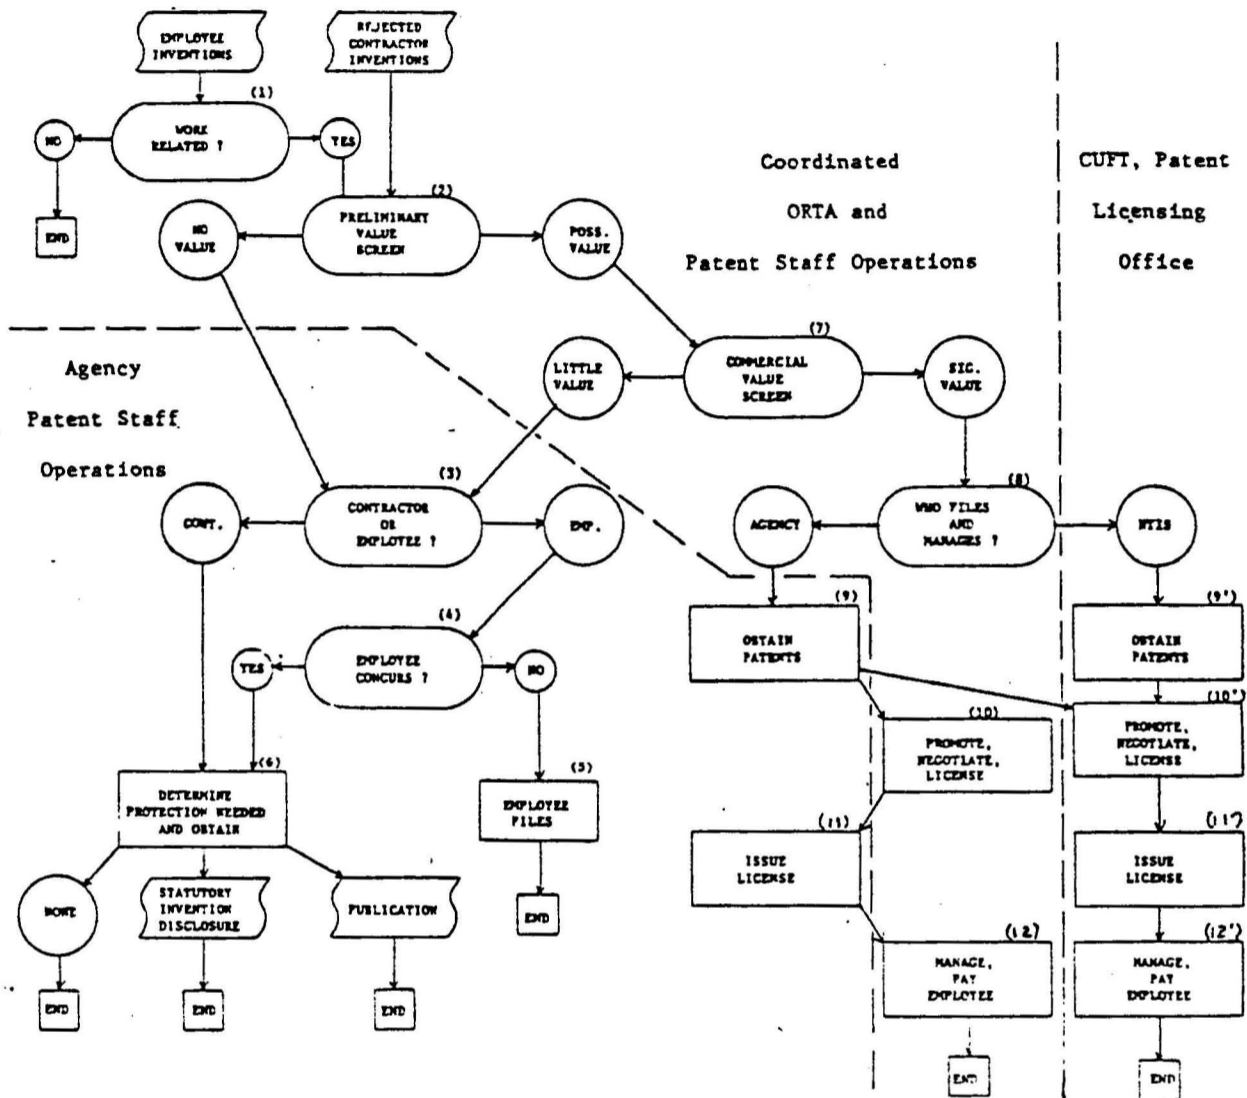 EMPLOYEE
INVENTIONS
REJECTED
CONTRACTOR
INVENTIONS
(1)
WORK
RELATED ?
NO
YES
END
(2)
PRELIMINARY
VALUE
SCREEN
NO
VALUE
POSS.
VALUE
Coordinated
ORTA and
Patent Staff Operations
CUFT, Patent
Licensing
Office
Agency
Patent Staff
Operations
(7)
COMMERCIAL
VALUE
SCREEN
LITTLE
VALUE
SIG.
VALUE
(3)
CONTRACTOR
OR
EMPLOYEE ?
CONT.
EMP.
(8)
WHO FILES
AND
MANAGES ?
AGENCY
NTIS
(4)
EMPLOYEE
CONCURS ?
YES
NO
(9)
OBTAIN
PATENTS
(9')
OBTAIN
PATENTS
(10)
PROMOTE,
NEGOTIATE,
LICENSE
(10')
PROMOTE,
NEGOTIATE,
LICENSE
(6)
DETERMINE
PROTECTION NEEDED
AND OBTAIN
(5)
EMPLOYEE
FILES
END
(11)
ISSUE
LICENSE
(11')
ISSUE
LICENSE
NONE
STATUTORY
INVENTION
DISCLOSURE
PUBLICATION
END
END
END
(12)
MANAGE,
PAY
EMPLOYEE
(12')
MANAGE,
PAY
EMPLOYEE
END
END